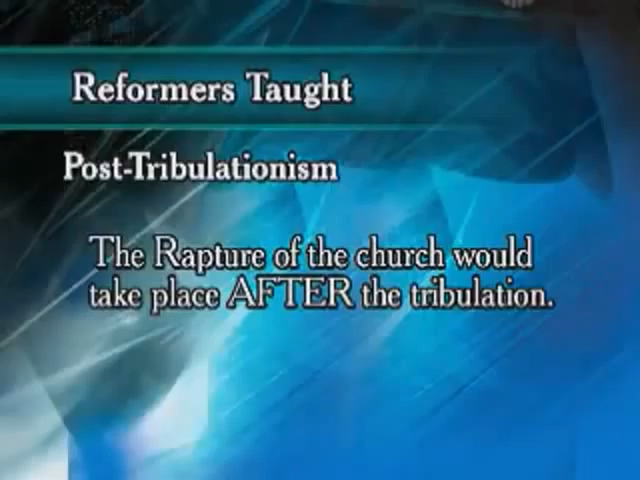 Reformers Taught
Post-Tribulationism
The Rapture of the church would
take place AFTER the tribulation.